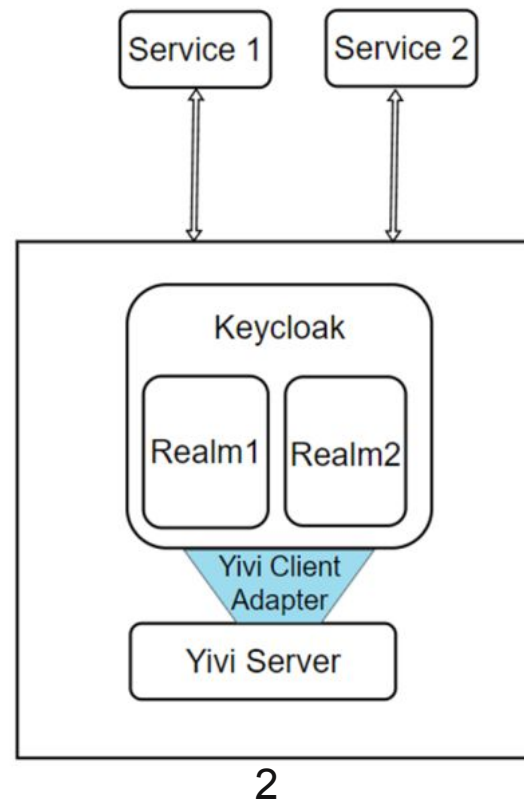 Service 1
Service 2
Keycloak
Realm1
Realm2
Yivi Client
Adapter
Yivi Server
2